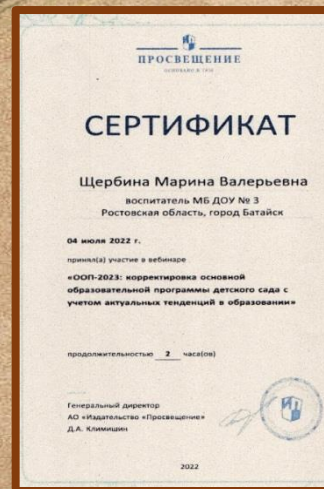 ПРОСВЕЩЕНИЕ
ОСНОВАНО В 1930
СЕРТИФИКАТ
Щербина Марина Валерьевна
воспитатель МБ ДОУ № 3
Ростовская область, город Батайск
04 июля 2022 г.
принял(а) участие в вебинаре
«ООП-2023: корректировка основной
образовательной программы детского сада с
учетом актуальных тенденций в образовании»
продолжительностью 2 часа(ов)
Генеральный директор
АО «Издательство «Просвещение»
Д.А. Климишин
2022